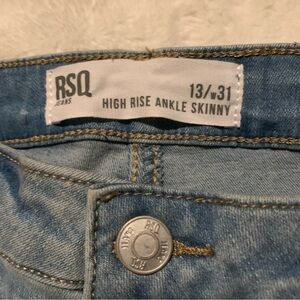 RSQ
JEANS
13/W31
HIGH RISE ANKLE SKINNY
RSQ